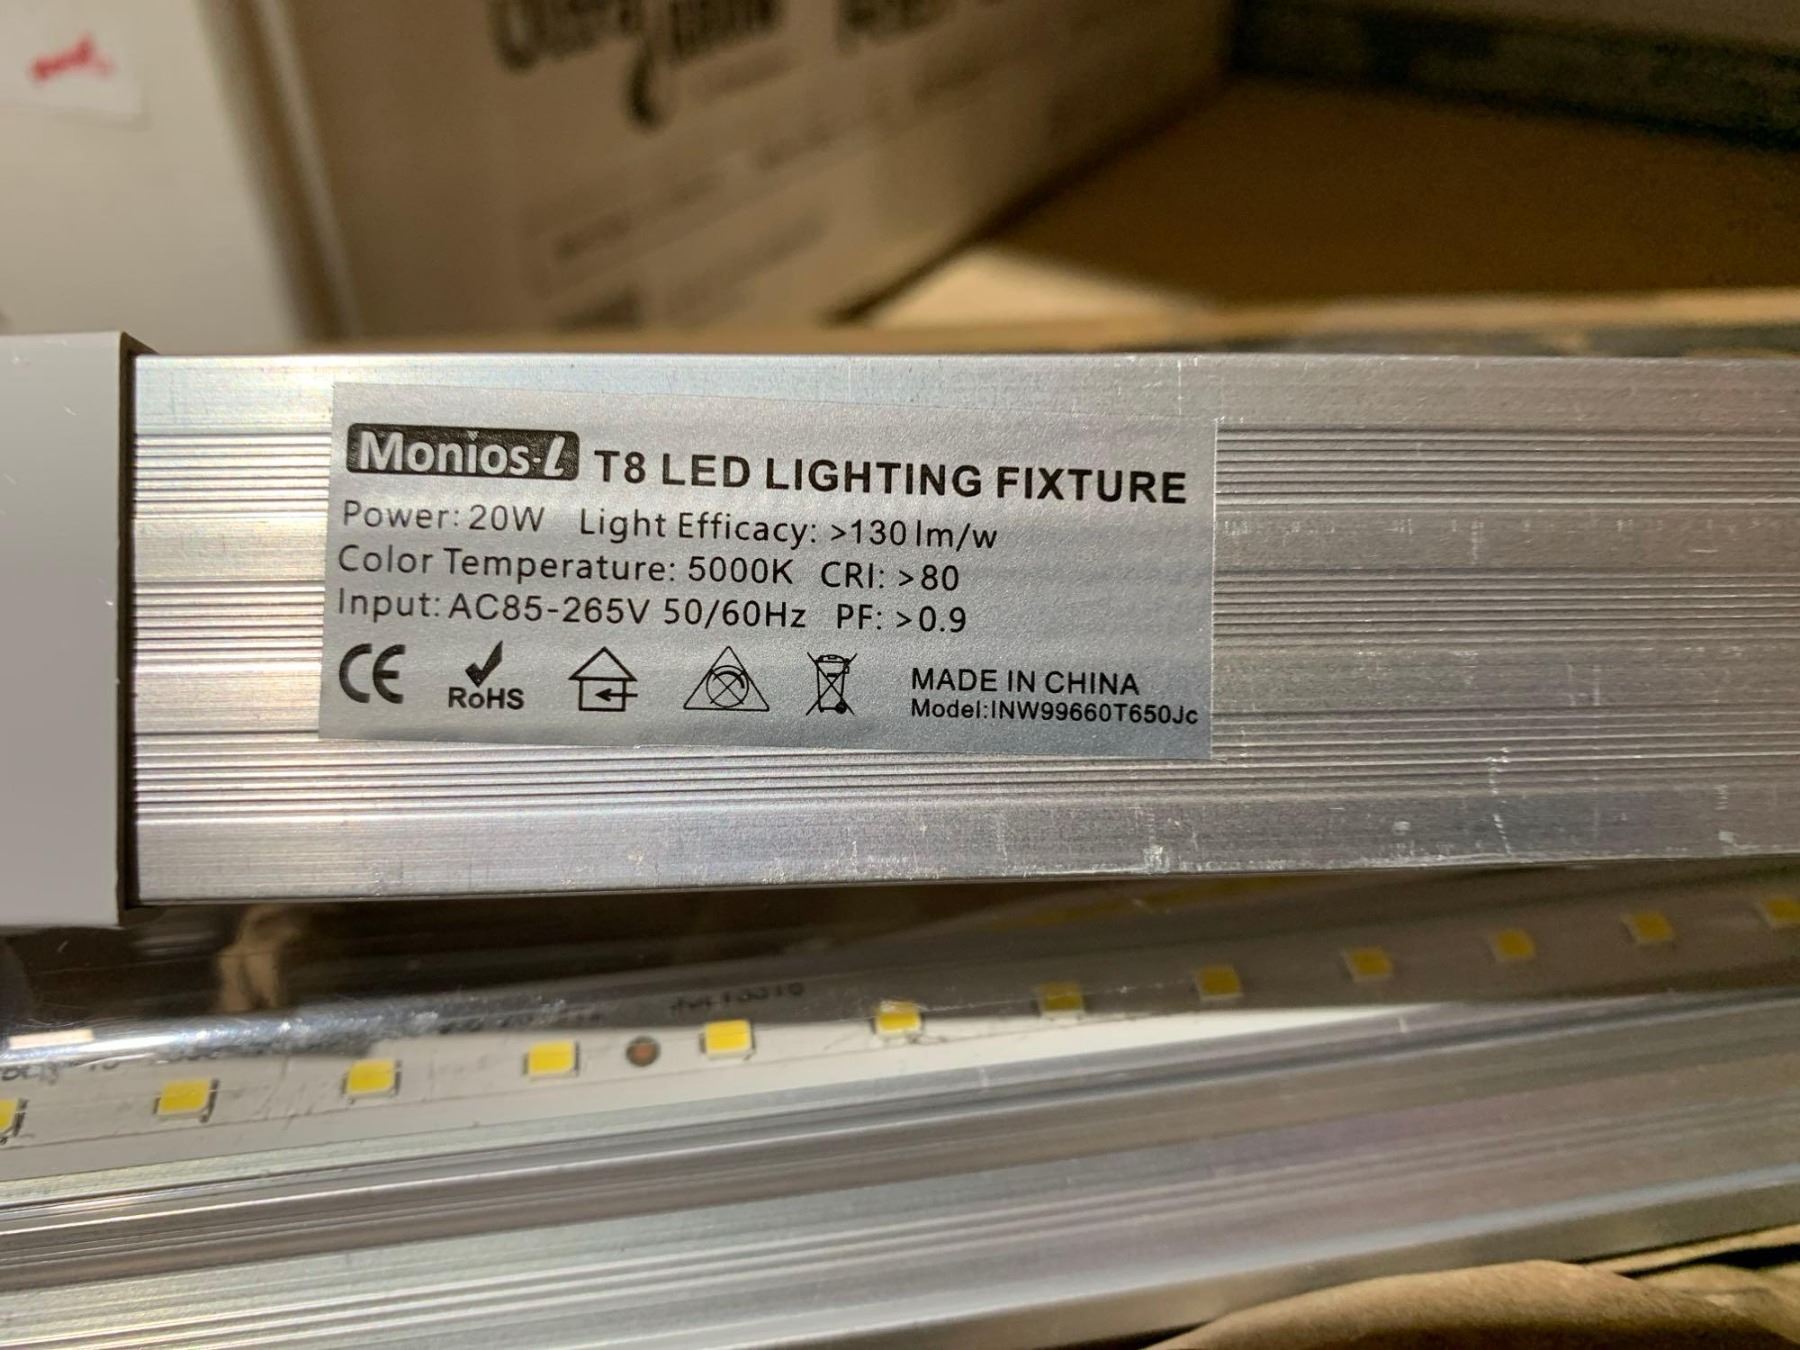 Monios-l T8 LED LIGHTING FIXTURE
Power: 20W Light Efficacy: >130 lm/w
Color Temperature: 5000K CRI: >80
Input: AC85-265V 50/60Hz PF: >0.9
CE RoHS MADE IN CHINA
Model:INW99660T650Jc